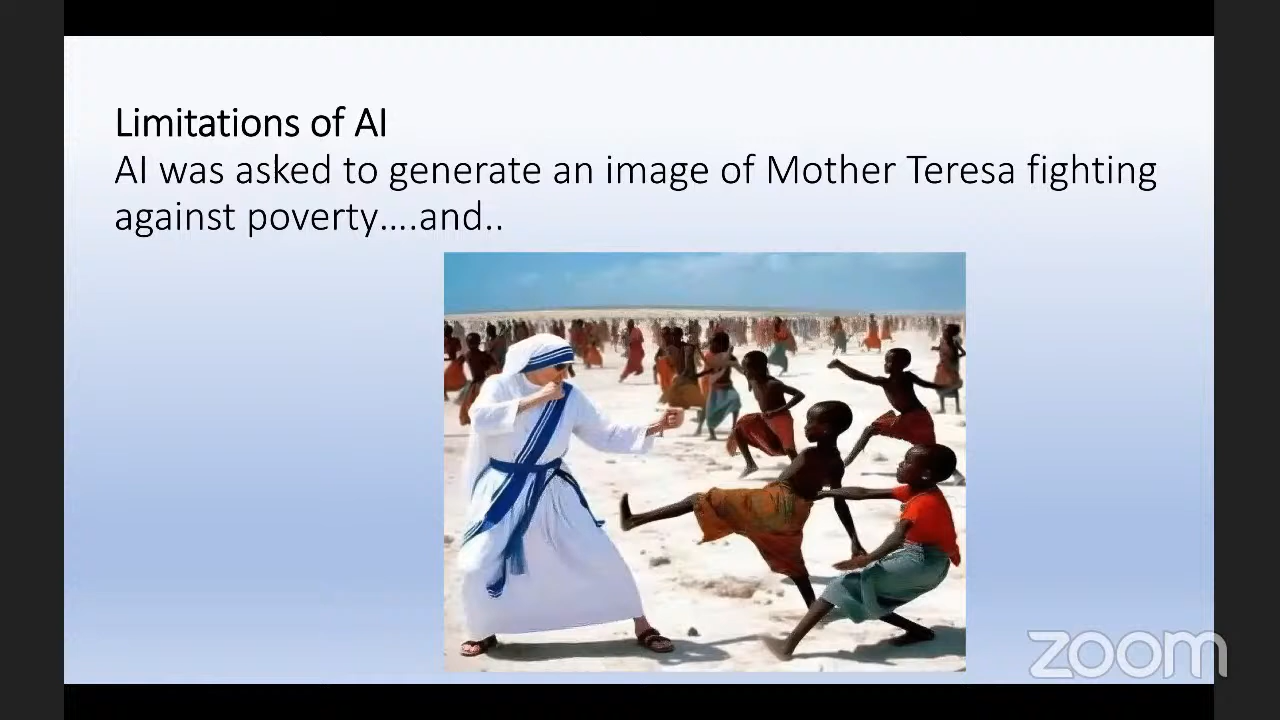 Limitations of AI
AI was asked to generate an image of Mother Teresa fighting
against poverty....and..
zoom